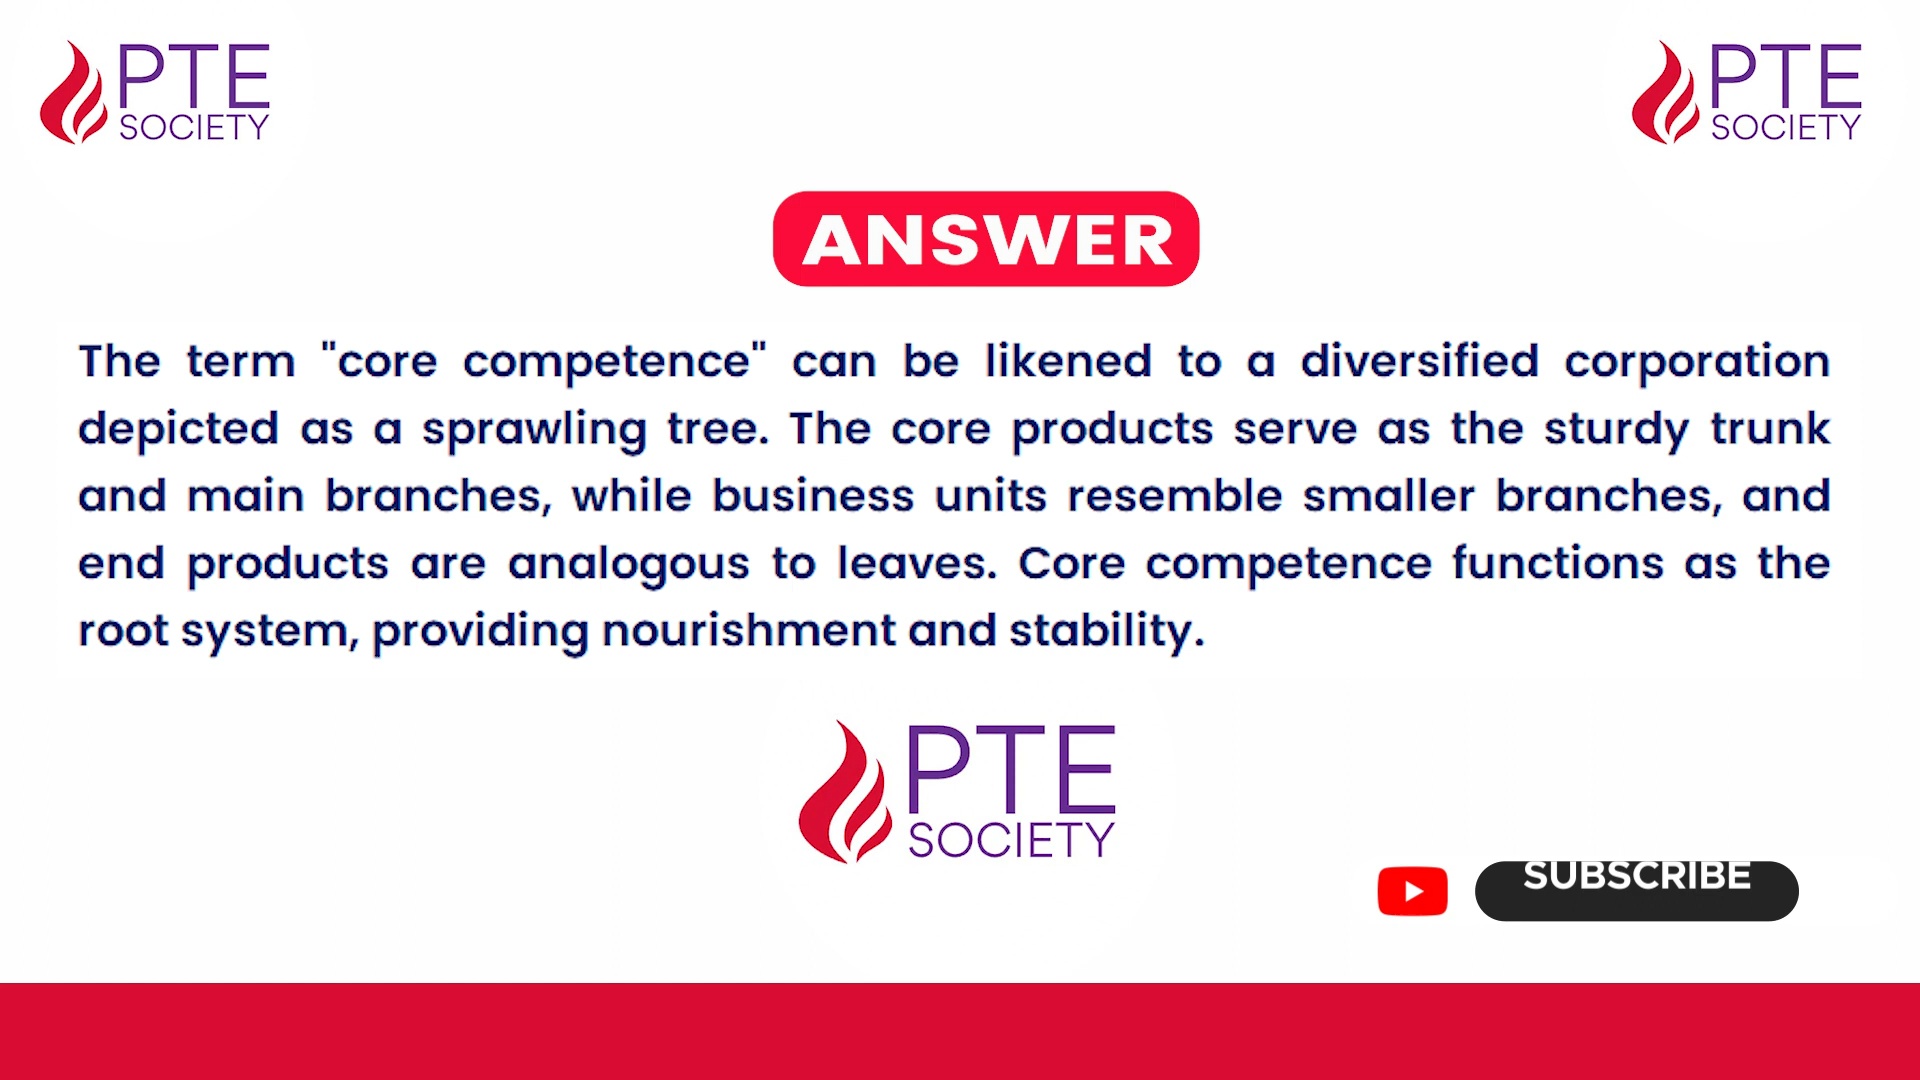 PTE
SOCIETY
PTE
SOCIETY
ANSWER
The term "core competence" can be likened to a diversified corporation
depicted as a sprawling tree. The core products serve as the sturdy trunk
and main branches, while business units resemble smaller branches, and
end products are analogous to leaves. Core competence functions as the
root system, providing nourishment and stability.
PTE
SOCIETY
SUBSCRIBE